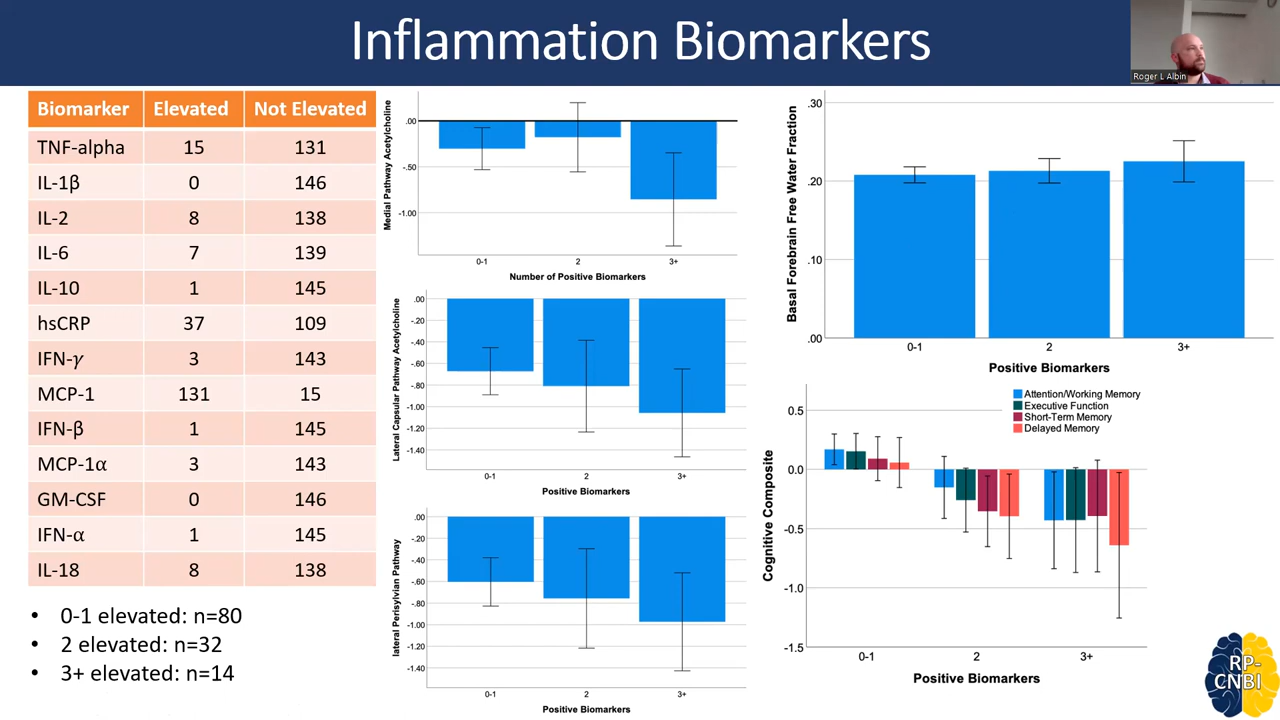 Inflammation Biomarkers
Roger L Albin
Biomarker Elevated Not Elevated
TNF-alpha 15 131
IL-1β 0 146
IL-2 8 138
IL-6 7 139
IL-10 1 145
hsCRP 37 109
IFN-γ 3 143
MCP-1 131 15
IFN-β 1 145
MCP-1α 3 143
GM-CSF 0 146
IFN-α 1 145
IL-18 8 138
• 0-1 elevated: n=80
• 2 elevated: n=32
• 3+ elevated: n=14
Medial Pathway Acetylcholine
.00
-.50
-1.00
0-1 2 3+
Number of Positive Biomarkers
Lateral Capsular Pathway Acetylcholine
.00
-.20
-.40
-.60
-.80
-1.00
-1.20
-1.40
0-1 2 3+
Positive Biomarkers
lateral Perisylvian Pathway
.00
-.20
-.40
-.60
-.80
-1.00
-1.20
-1.40
0-1 2 3+
Positive Biomarkers
Basal Forebrain Free Water Fraction
.30
.20
.10
.00
0-1 2 3+
Positive Biomarkers
Attention/Working Memory
Executive Function
Short-Term Memory
Delayed Memory
Cognitive Composite
0.5
0.0
-0.5
-1.0
-1.5
0-1 2 3+
Positive Biomarkers
RP-
CNBI